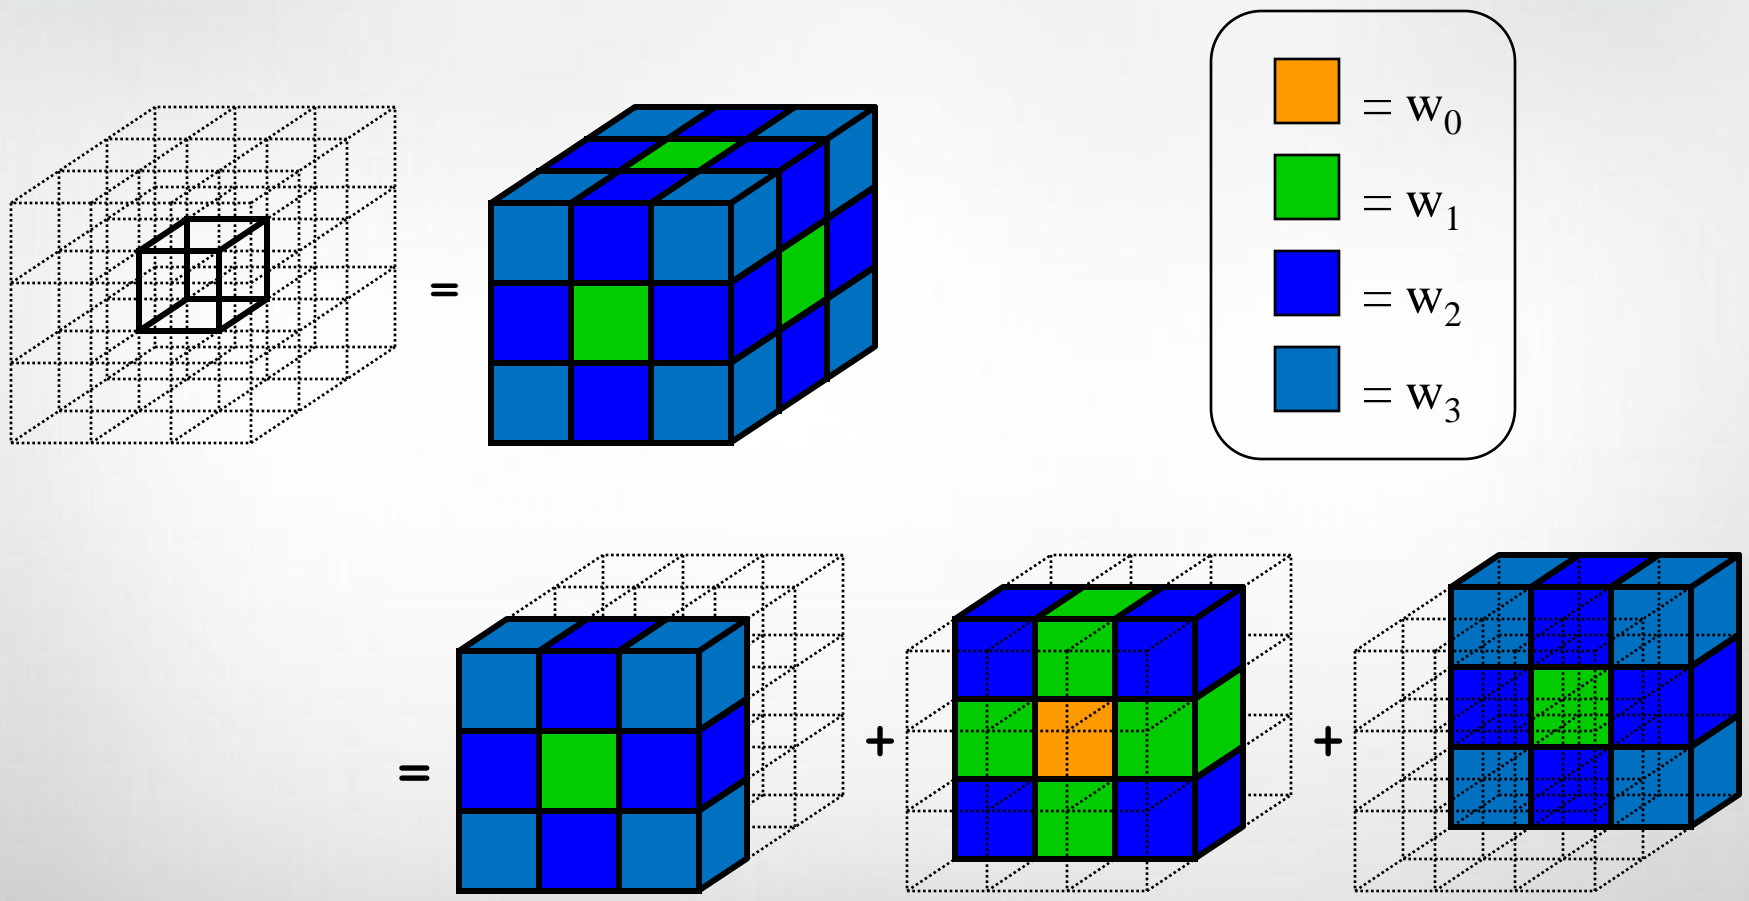 = w0
= w1
= w2
= w3
=
= + +